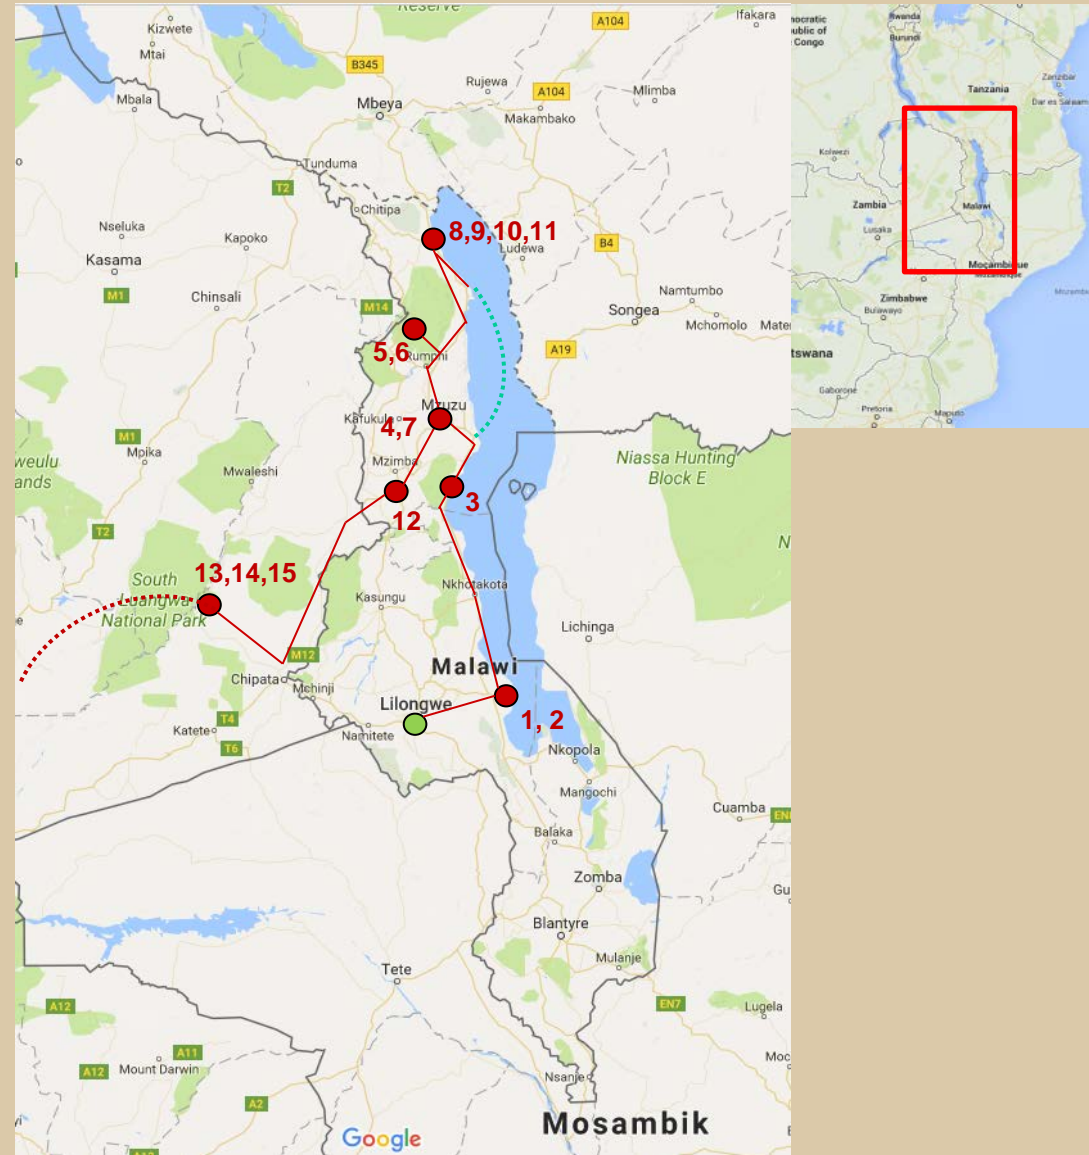 Reserve
Kizwete
A104
Ifakara
Mtai
B345
Rujewa
A104
Mlimba
Mbala
Mbeya
Makambako
Tunduma
T2
Chitipa
Nseluka
Kapoko
8,9,10,11
Ludewa
B4
Kasama
M1
Chinsali
M14
Namtumbo
Songea
Mchomolo
5,6
Rumphi
A19
Kafukule
Mzuzu
4,7
M1
Mpika
Mzimba
Mwaleshi
Niassa Hunting
Block E
3
12
T2
South
Luangwa
National Park
13,14,15
Nkhotakota
Kasungu
Lichinga
M12
Malawi
Chipata
Mchinji
Lilongwe
1, 2
T4
Katete
T6
Namitete
Nkopola
Mangochi
Cuamba
Balaka
Zomba
Blantyre
Mulanje
Tete
EN7
Lugela
A12
A11
A12
Mount Darwin
Nsanje
A2
Mosambik
Google
Rwanda
Burundi
Congo
Tanzania
Zanzibar
Dar es Salaam
Kolwezi
Zambia
Malawi
Lusaka
Moçambique
Zimbabwe
Bulawayo
Gaborone
Pretoria
Maputo